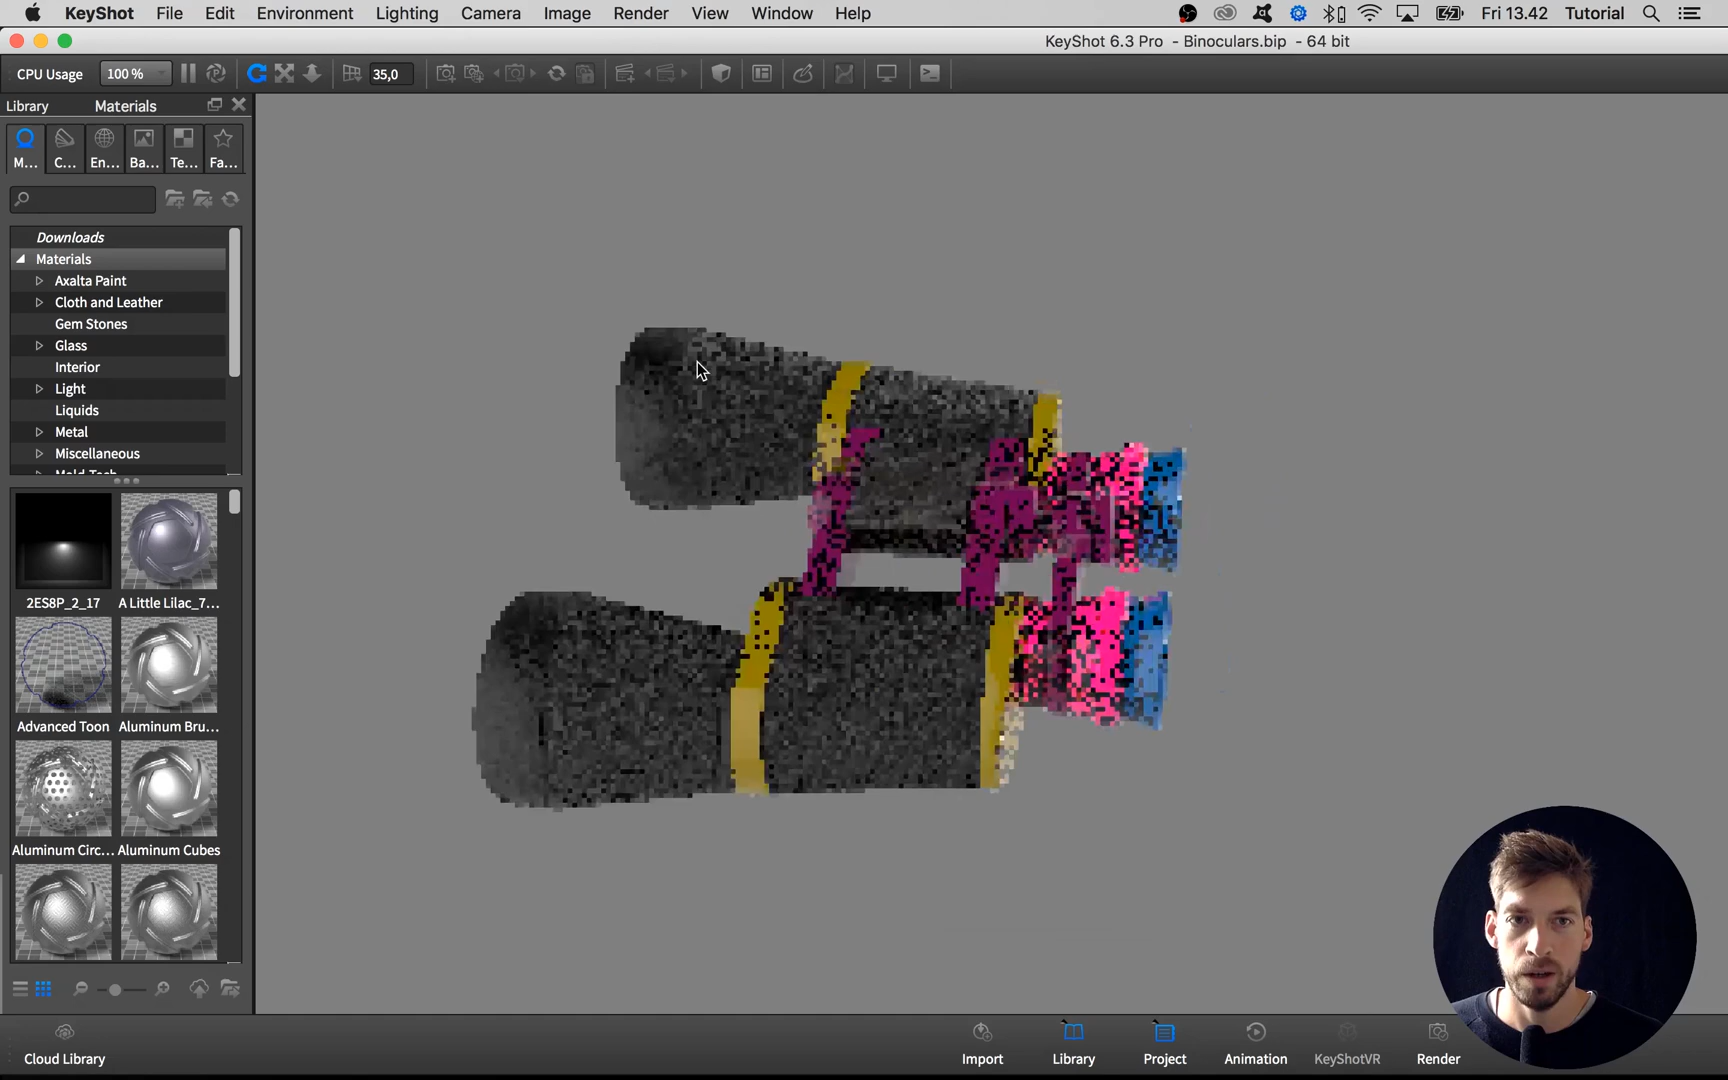 KeyShot File Edit Environment Lighting Camera Image Render View Window Help Fri 13.42 Tutorial
KeyShot 6.3 Pro - Binoculars.bip - 64 bit
CPU Usage 100 % 35,0
Library Materials
M... C... En... Ba... Te... Fa...
Downloads
Materials
Axalta Paint
Cloth and Leather
Gem Stones
Glass
Interior
Light
Liquids
Metal
Miscellaneous
Mold-Tech
2ES8P_2_17 A Little Lilac_7...
Advanced Toon Aluminum Bru...
Aluminum Circ... Aluminum Cubes
Cloud Library Import Library Project Animation KeyShotVR Render